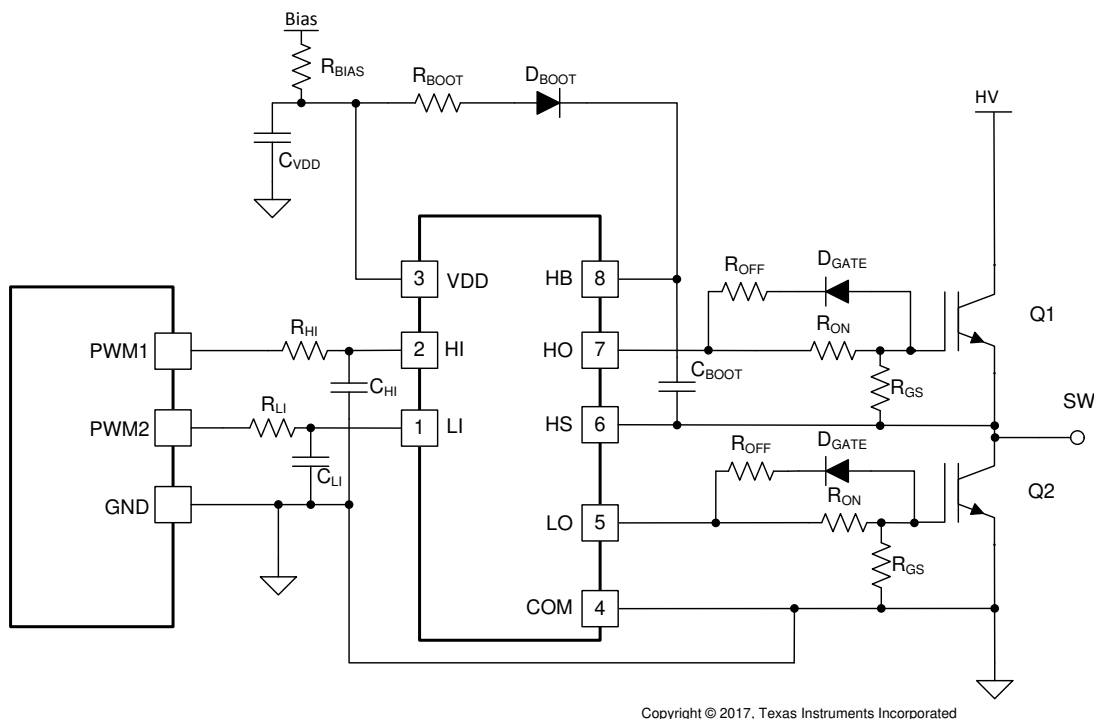 Bias
RBIAS
RBOOT
DBOOT
HV
CVDD
3 VDD
HB 8
ROFF
DGATE
Q1
PWM1
RHI
2 HI
HO 7
RON
CHI
CBOOT
RGS
PWM2
RLI
1 LI
HS 6
SW
CLI
ROFF
DGATE
Q2
GND
LO 5
RON
RGS
COM 4
Copyright © 2017, Texas Instruments Incorporated